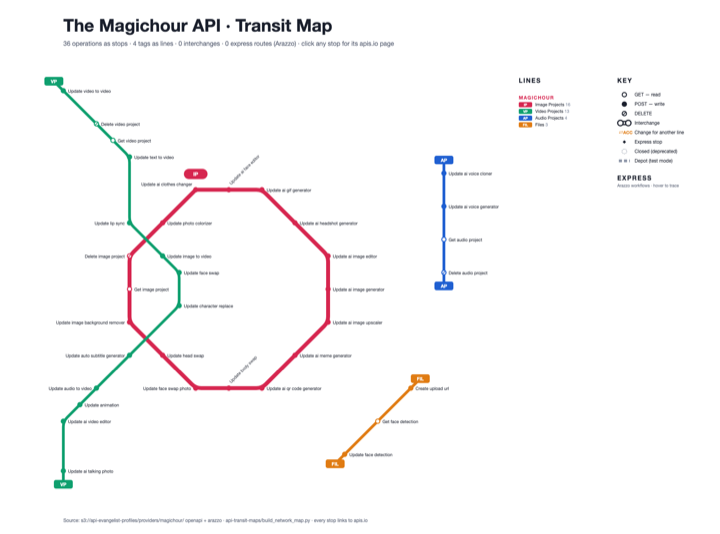 The Magichour API · Transit Map
36 operations as stops · 4 tags as lines · 0 interchanges · 0 express routes (Arazzo) · click any stop for its apis.io page
LINES
MAGICHOUR
IP Image Projects 18
VP Video Projects 13
AP Audio Projects 4
FIL Files 3
KEY
GET — read
POST — write
DELETE
Interchange
Change for another line
Express stop
Closed (deprecated)
Depot (test mode)
EXPRESS
Arazzo workflows · hover to trace
VP
Update video to video
Delete video project
Get video project
Update text to video
Update lip sync
Update image to video
Update face swap
Update character replace
Update auto subtitle generator
Update audio to video
Update animation
Update ai video editor
Update ai talking photo
VP
IP
Update ai clothes changer
Update ai face editor
Update ai gif generator
Update photo colorizer
Update ai headshot generator
Delete image project
Update ai image editor
Get image project
Update ai image generator
Update image background remover
Update ai image upscaler
Update head swap
Update ai meme generator
Update face swap photo
Update body swap
Update ai qr code generator
AP
Update ai voice cloner
Update ai voice generator
Get audio project
Delete audio project
AP
FIL
Create upload url
Get face detection
Update face detection
FIL
Source: s3://api-evangelist-profiles/providers/magichour/ openapi + arazzo · api-transit-maps/build_network_map.py · every stop links to apis.io